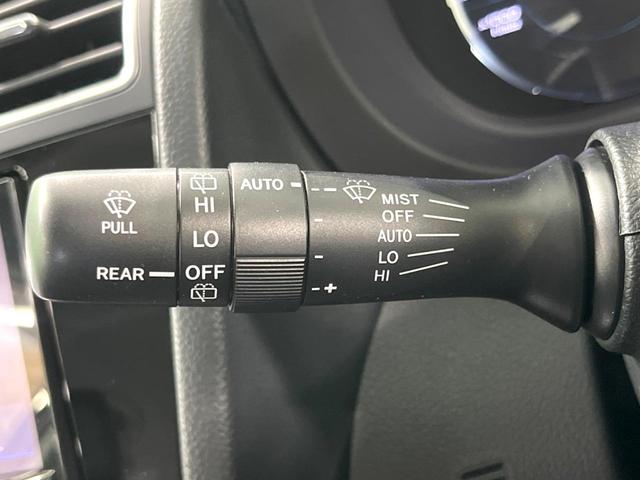 PULL
REAR
HI
LO
OFF
AUTO
- +
MIST
OFF
AUTO
LO
HI